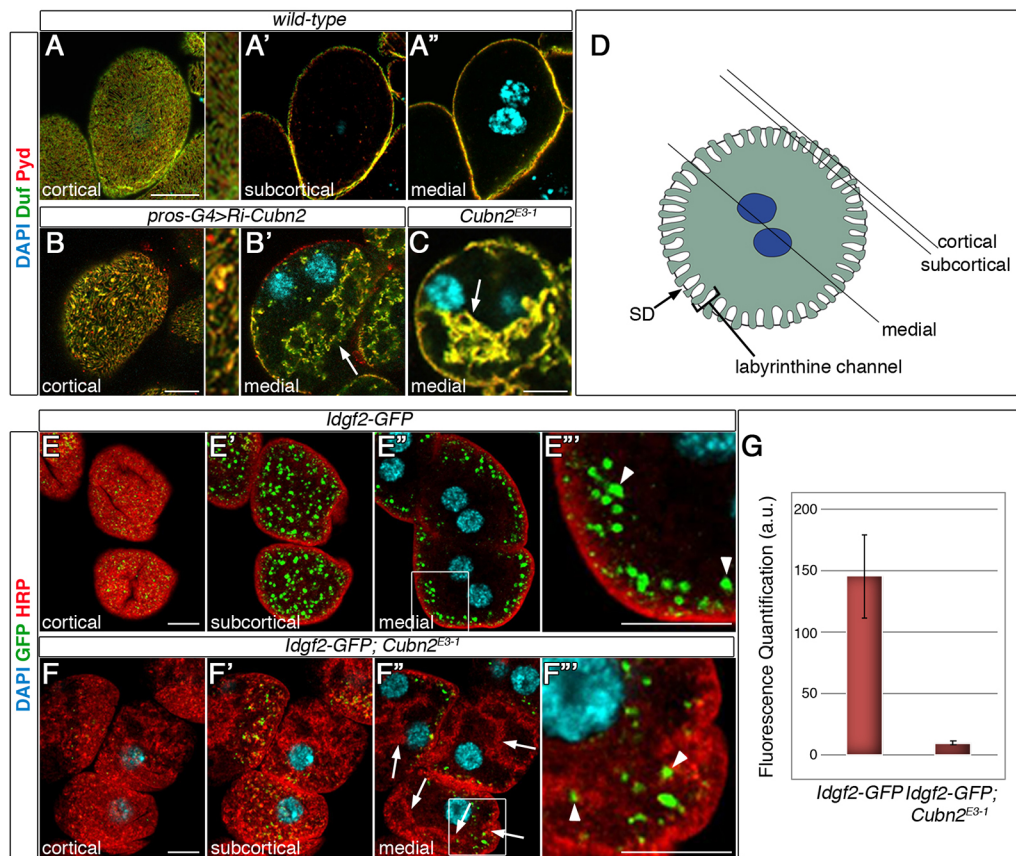 wild-type
DAPI Duf Pyd
A
cortical
A'
subcortical
A"
medial
pros-G4>Ri-Cubn2
Cubn2E3-1
B
cortical
B'
medial
C
D
cortical
subcortical
medial
SD
labyrinthine channel
Idgf2-GFP
DAPI GFP HRP
E
cortical
E'
subcortical
E"
medial
E"'
Idgf2-GFP; Cubn2E3-1
F
cortical
F'
subcortical
F"
medial
F"'
G
Fluorescence Quantification (a.u.)
200
150
100
50
0
Idgf2-GFP
Idgf2-GFP;
Cubn2E3-1